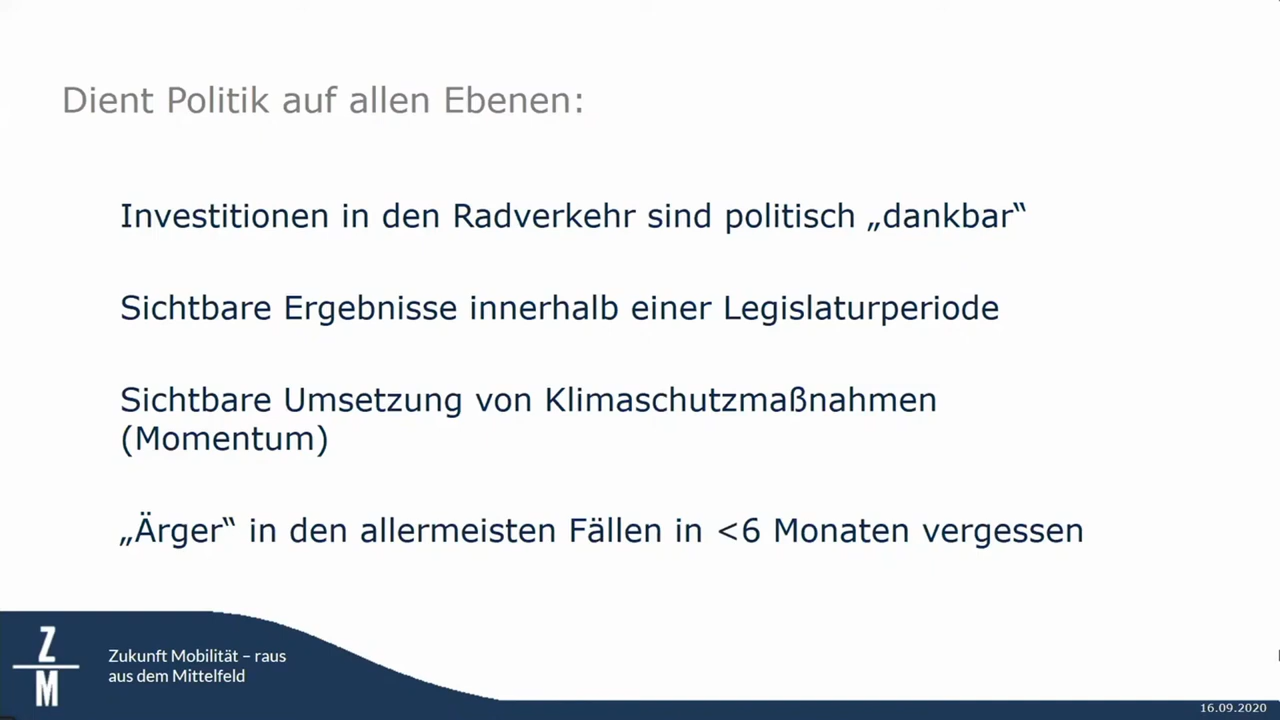 Dient Politik auf allen Ebenen:
Investitionen in den Radverkehr sind politisch „dankbar“
Sichtbare Ergebnisse innerhalb einer Legislaturperiode
Sichtbare Umsetzung von Klimaschutzmaßnahmen
(Momentum)
„Ärger“ in den allermeisten Fällen in <6 Monaten vergessen
Z
M
Zukunft Mobilität – raus
aus dem Mittelfeld
16.09.2020